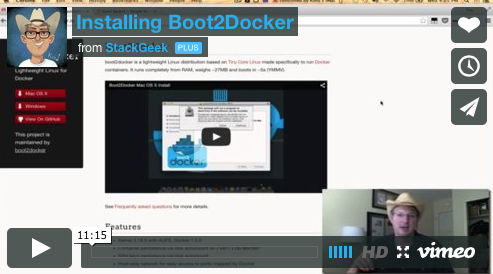 Installing Boot2Docker
from StackGeek PLUS
Lightweight Linux for
Docker
Mac OS X
Windows
View On GitHub
This project is
maintained by
boot2docker
boot2docker is a lightweight Linux distribution based on Tiny Core Linux made specifically to run Docker
containers. It runs completely from RAM, weighs ~27MB and boots in ~5s (YMMV).
Boot2Docker Mac OS X Install
docker
See Frequently asked questions for more details.
Features
11:15
HD
vimeo